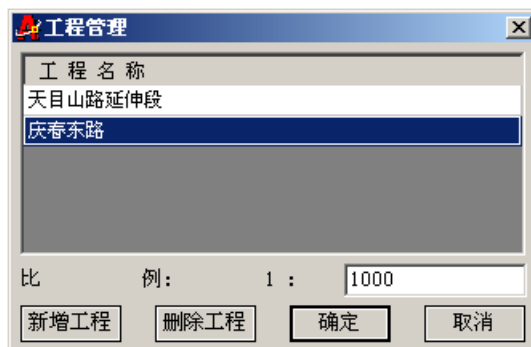 工程管理
工 程 名 称
天目山路延伸段
庆春东路
比 例: 1 : 1000
新增工程 删除工程 确定 取消